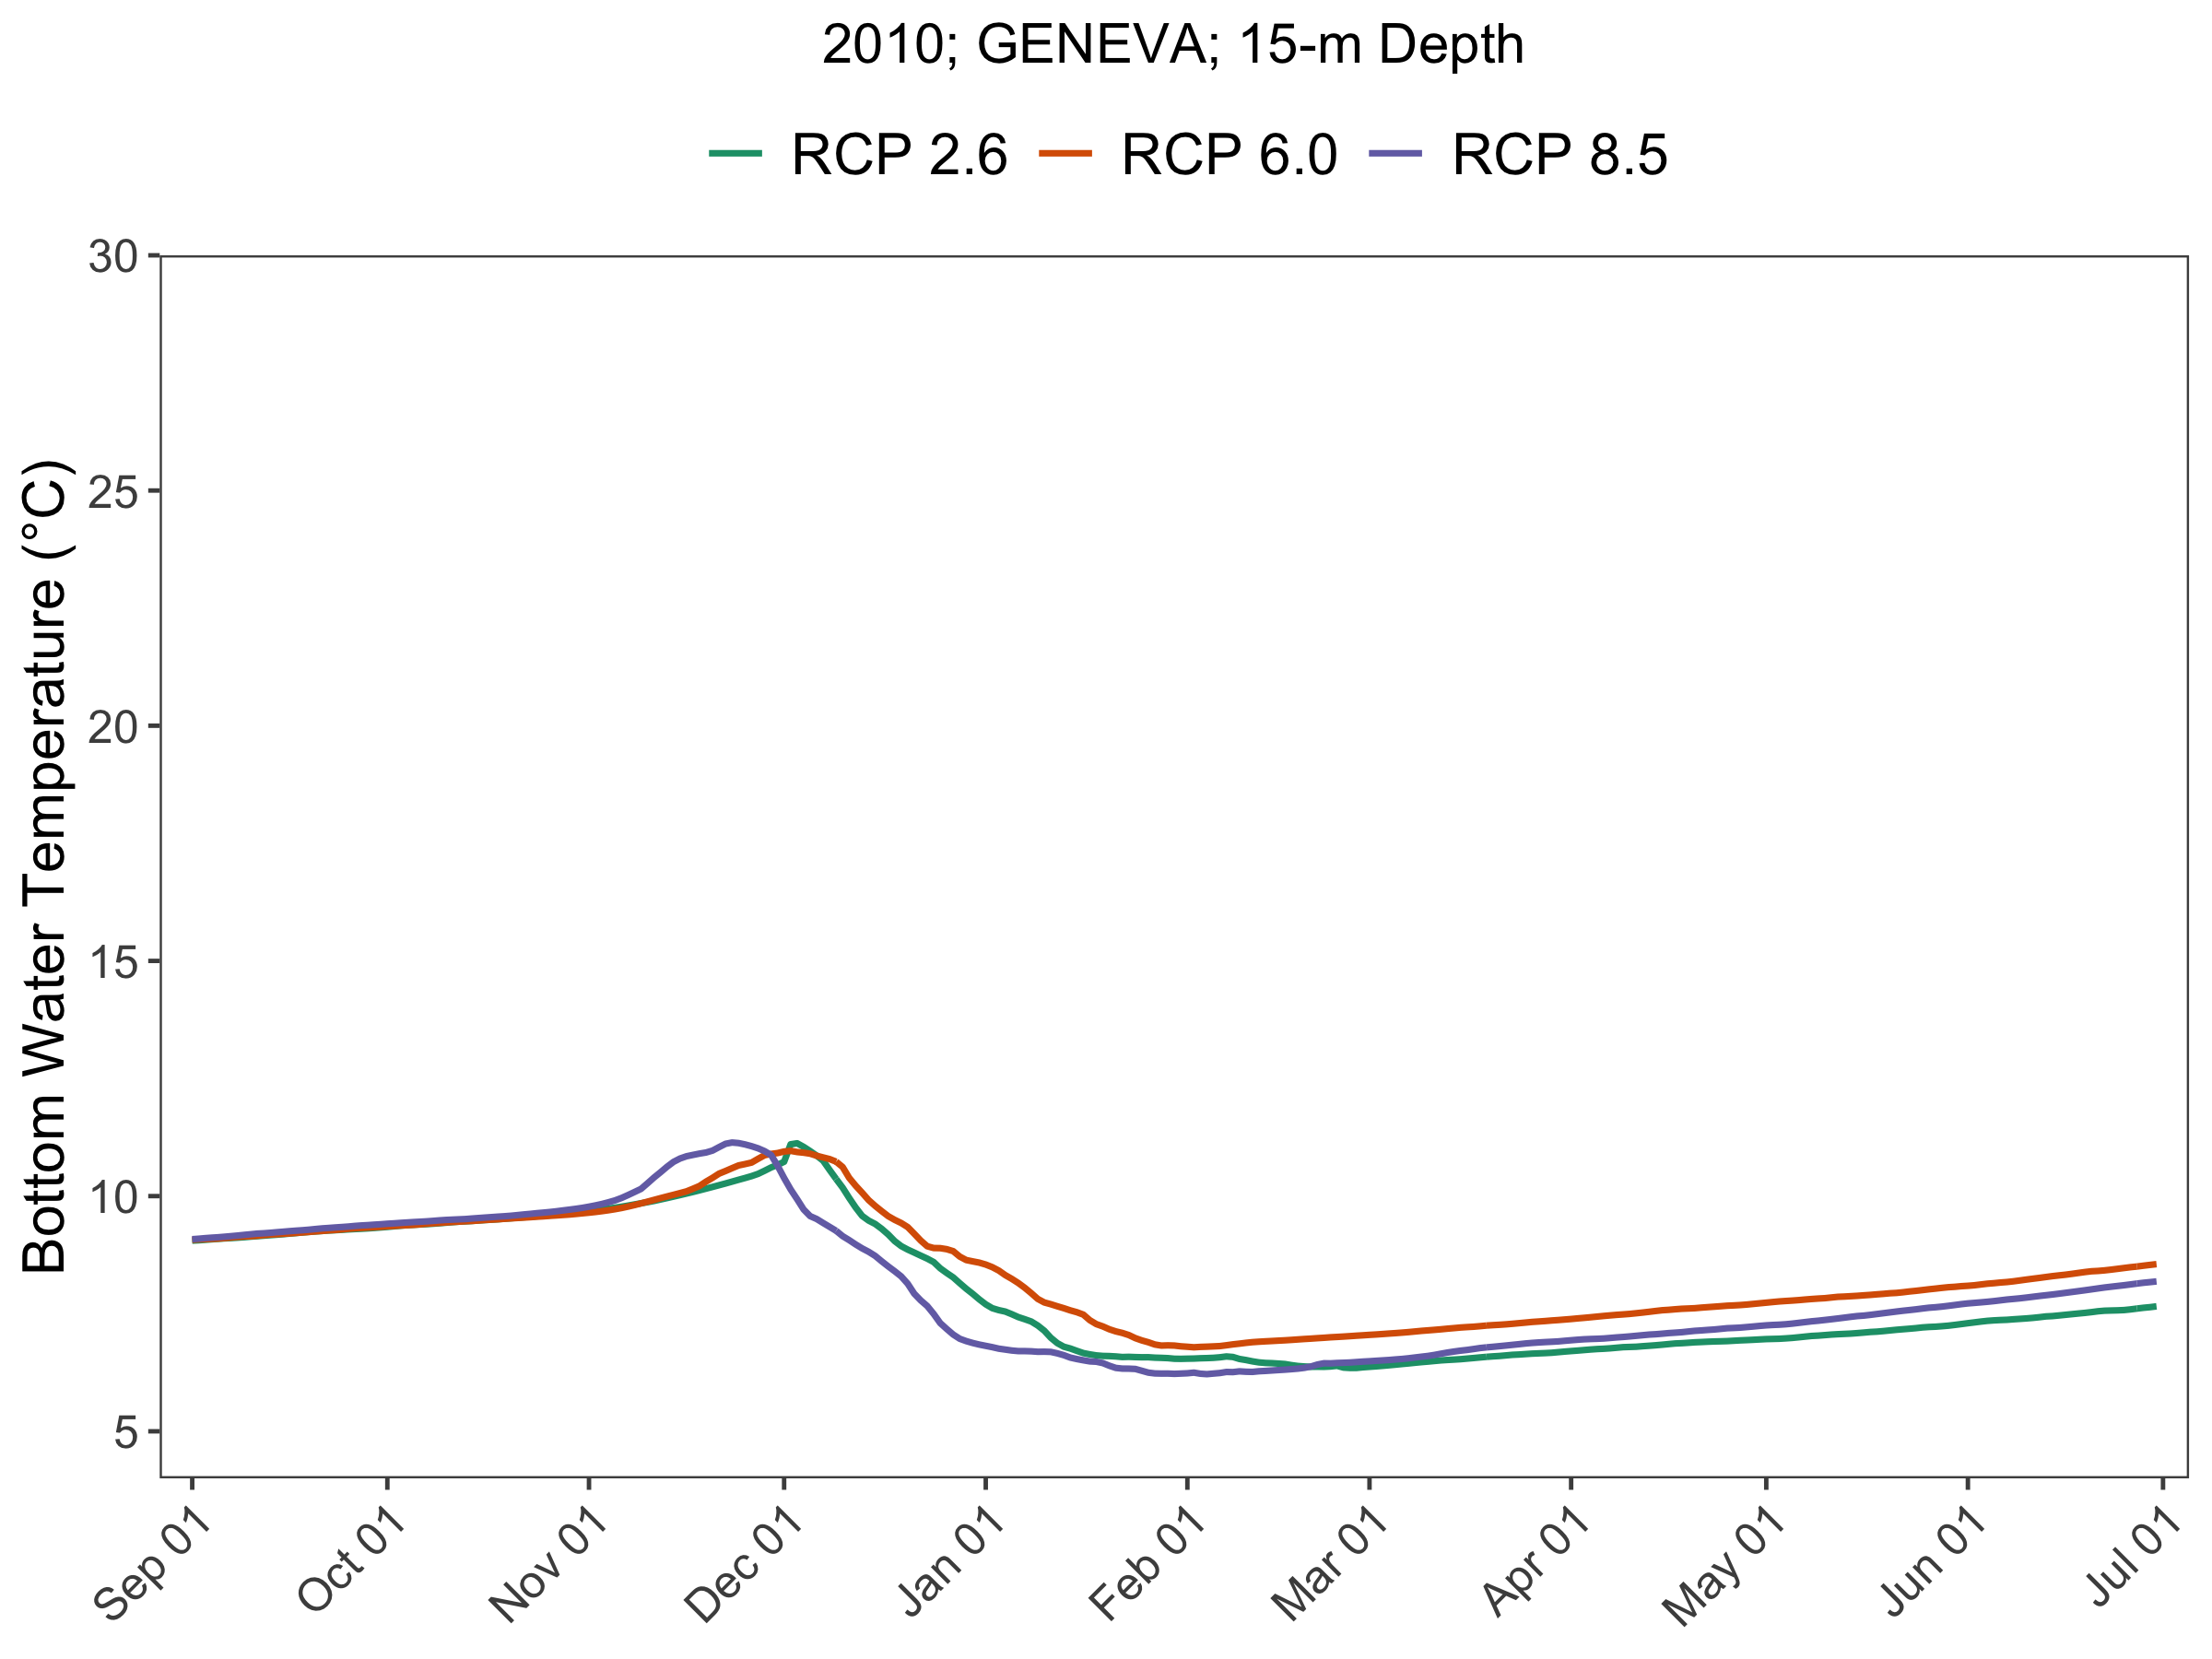 2010; GENEVA; 15-m Depth
RCP 2.6 RCP 6.0 RCP 8.5
Bottom Water Temperature (°C)
30
25
20
15
10
5
Sep 01 Oct 01 Nov 01 Dec 01 Jan 01 Feb 01 Mar 01 Apr 01 May 01 Jun 01 Jul 01